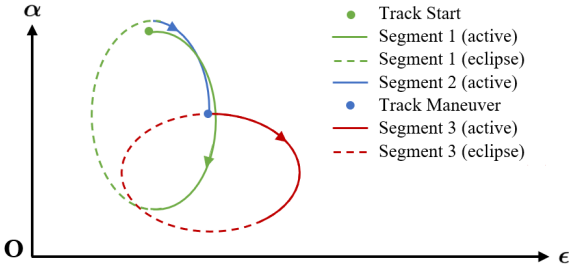 α
Track Start
Segment 1 (active)
Segment 1 (eclipse)
Segment 2 (active)
Track Maneuver
Segment 3 (active)
Segment 3 (eclipse)
O
ϵ